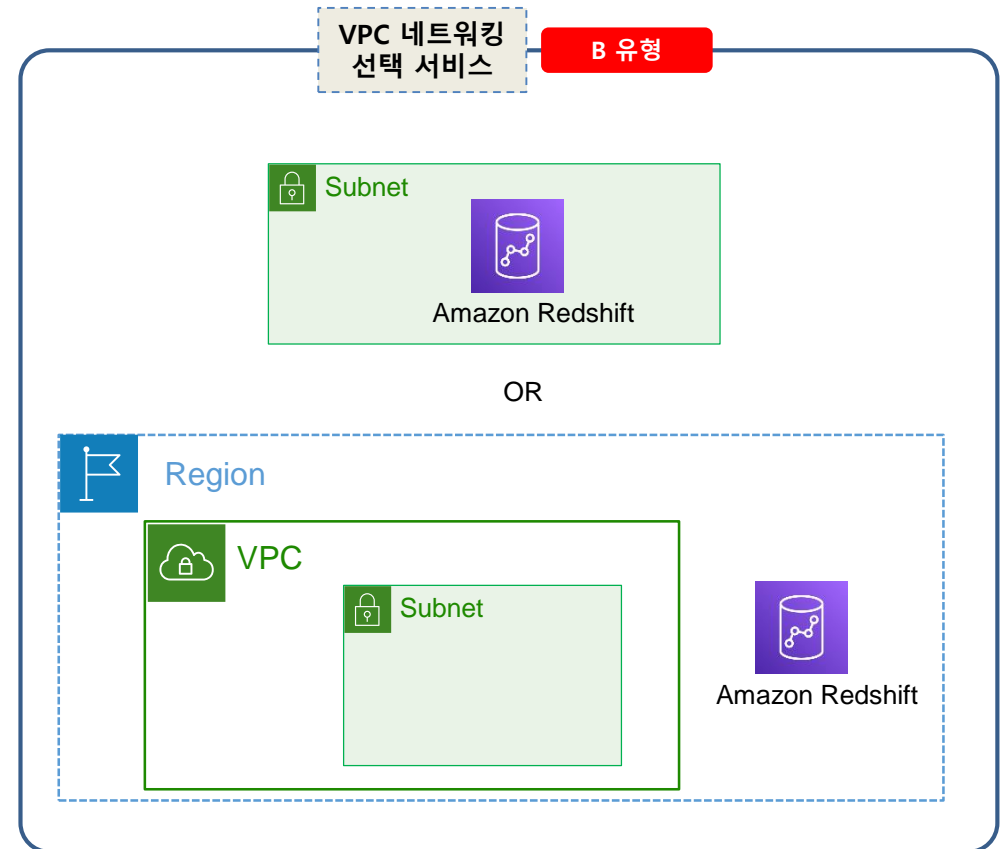 VPC 네트워킹
선택 서비스
B 유형
Subnet
Amazon Redshift
OR
Region
VPC
Subnet
Amazon Redshift